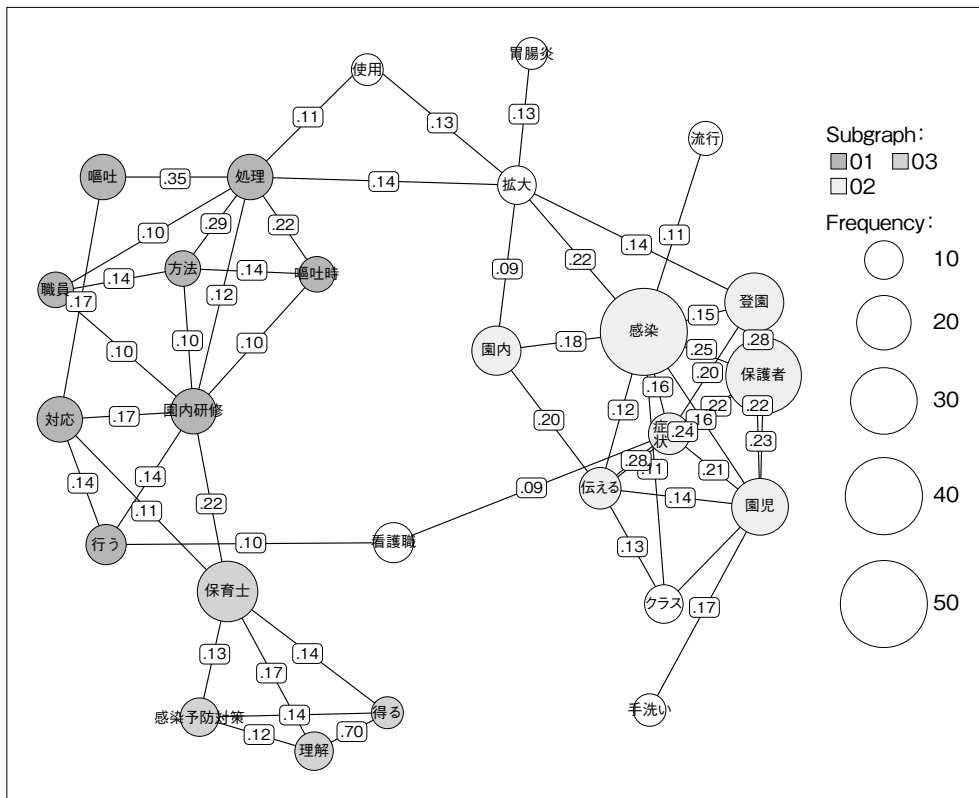 胃腸炎
使用
.13
.11
.13
流行
Subgraph：
01 03
02
嘔吐
.35
処理
.14
拡大
Frequency：
.10
.29
.22
.09
.22
.14
.11
10
職員
.14
方法
.14
嘔吐時
.17
.12
登園
20
園内
.18
感染
.15
.28
.10
.10
.10
.25
保護者
.20
.16
.22
.22
30
対応
.17
園内研修
.20
.12
症状
.24
.16
.23
.14
.14
.28
.11
.21
.11
.22
.09
伝える
.14
園児
40
行う
.10
看護職
.13
保育士
クラス
.17
50
.13
.17
.14
感染予防対策
.14
得る
手洗い
.12
理解
.70